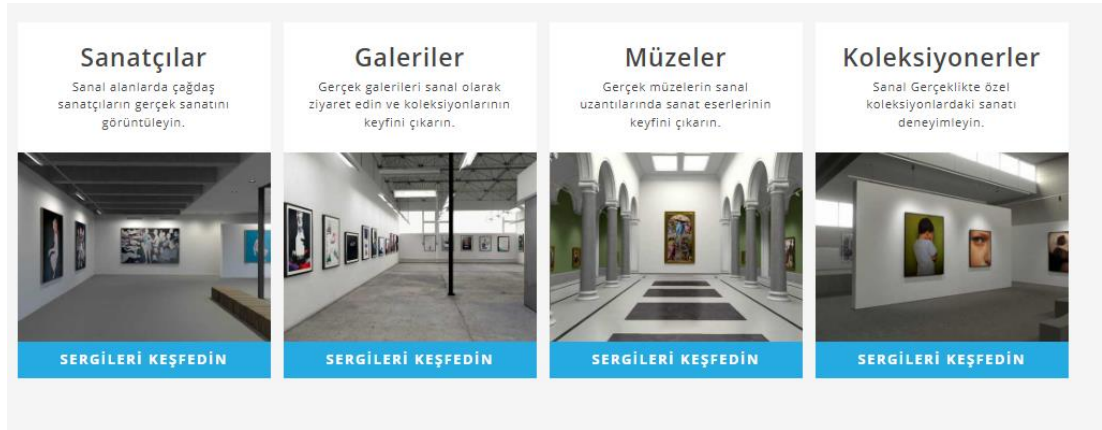 Sanatçılar
Sanal alanlarda çağdaş
sanatçıların gerçek sanatını
görüntüleyin.
SERGİLERİ KEŞFEDİN
Galeriler
Gerçek galerileri sanal olarak
ziyaret edin ve koleksiyonlarının
keyfini çıkarın.
SERGİLERİ KEŞFEDİN
Müzeler
Gerçek müzelerin sanal
uzantılarında sanat eserlerinin
keyfini çıkarın.
SERGİLERİ KEŞFEDİN
Koleksiyonerler
Sanal Gerçeklikte özel
koleksiyonlardaki sanatı
deneyimleyin.
SERGİLERİ KEŞFEDİN